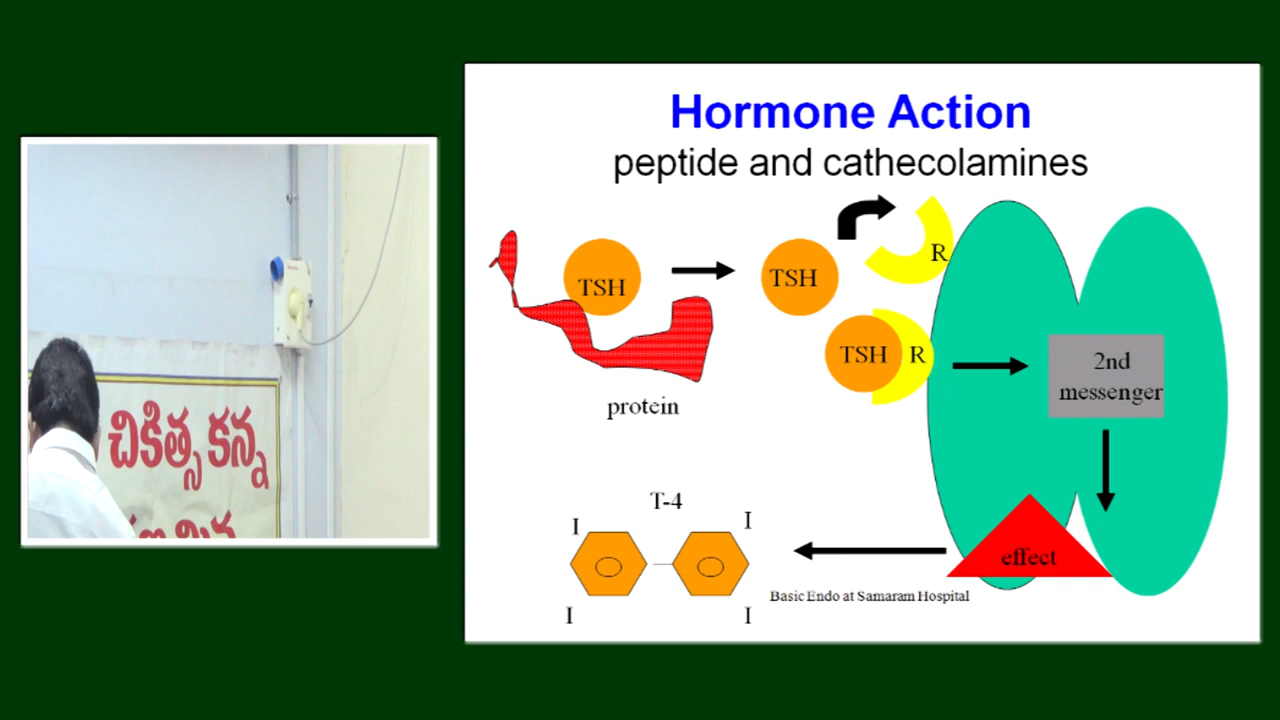 Hormone Action
peptide and cathecolamines
TSH
TSH
R
TSH R
2nd
messenger
protein
T-4
I
I
I
I
effect
Basic Endo at Samaram Hospital
చికిత్స కన్న